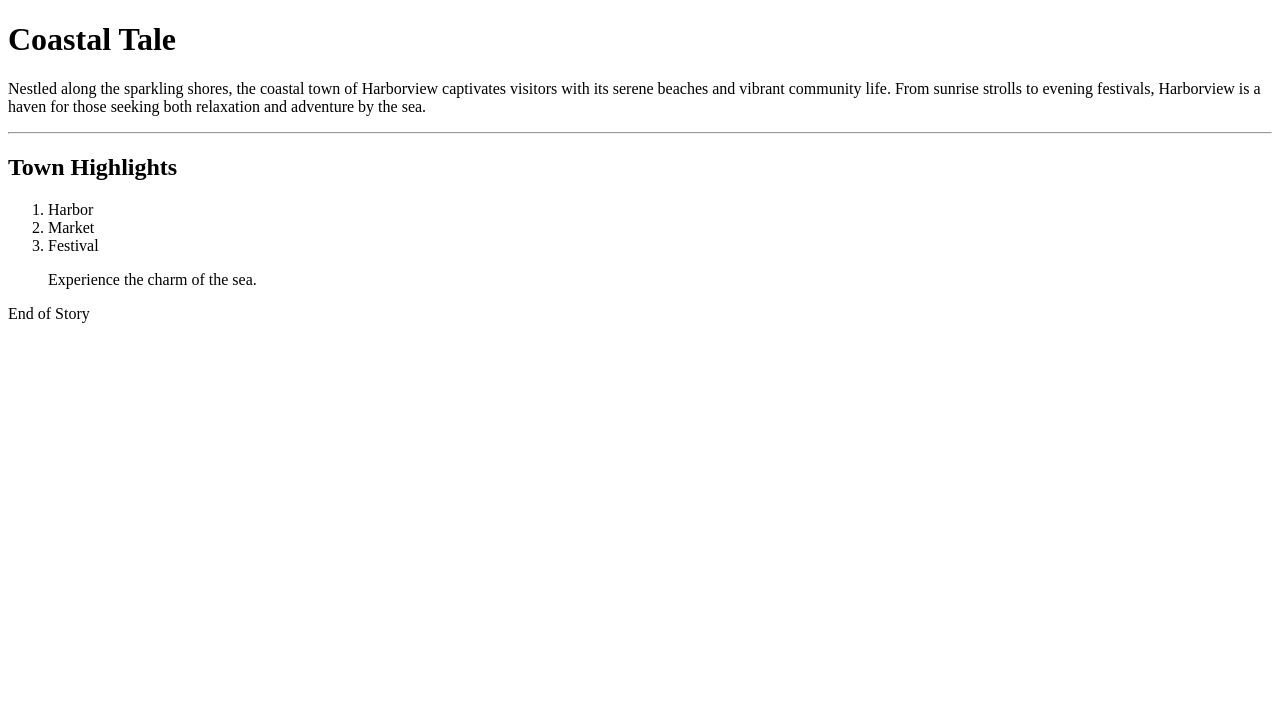 Coastal Tale
Nestled along the sparkling shores, the coastal town of Harborview captivates visitors with its serene beaches and vibrant community life. From sunrise strolls to evening festivals, Harborview is a
haven for those seeking both relaxation and adventure by the sea.
Town Highlights
1. Harbor
2. Market
3. Festival
Experience the charm of the sea.
End of Story